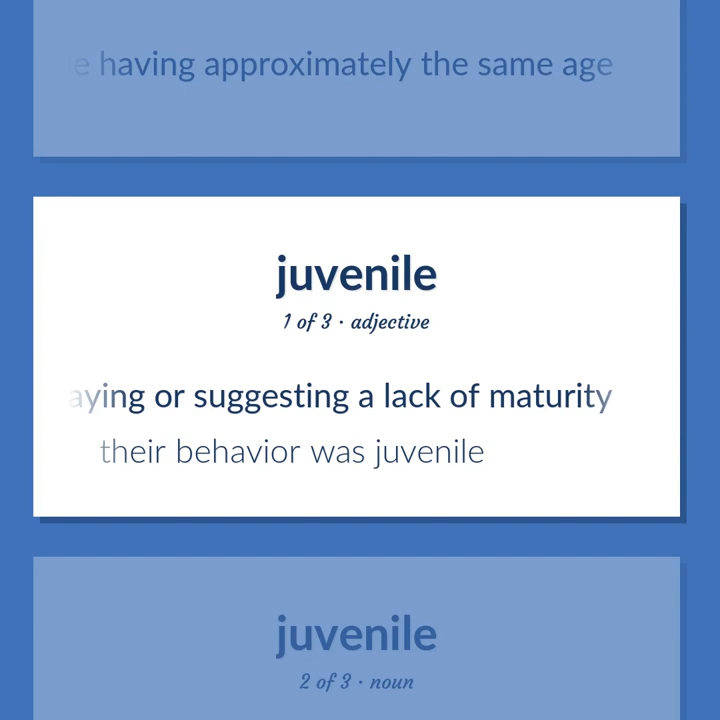 having approximately the same age
juvenile
1 of 3 · adjective
or suggesting a lack of maturity
their behavior was juvenile
juvenile
2 of 3 · noun